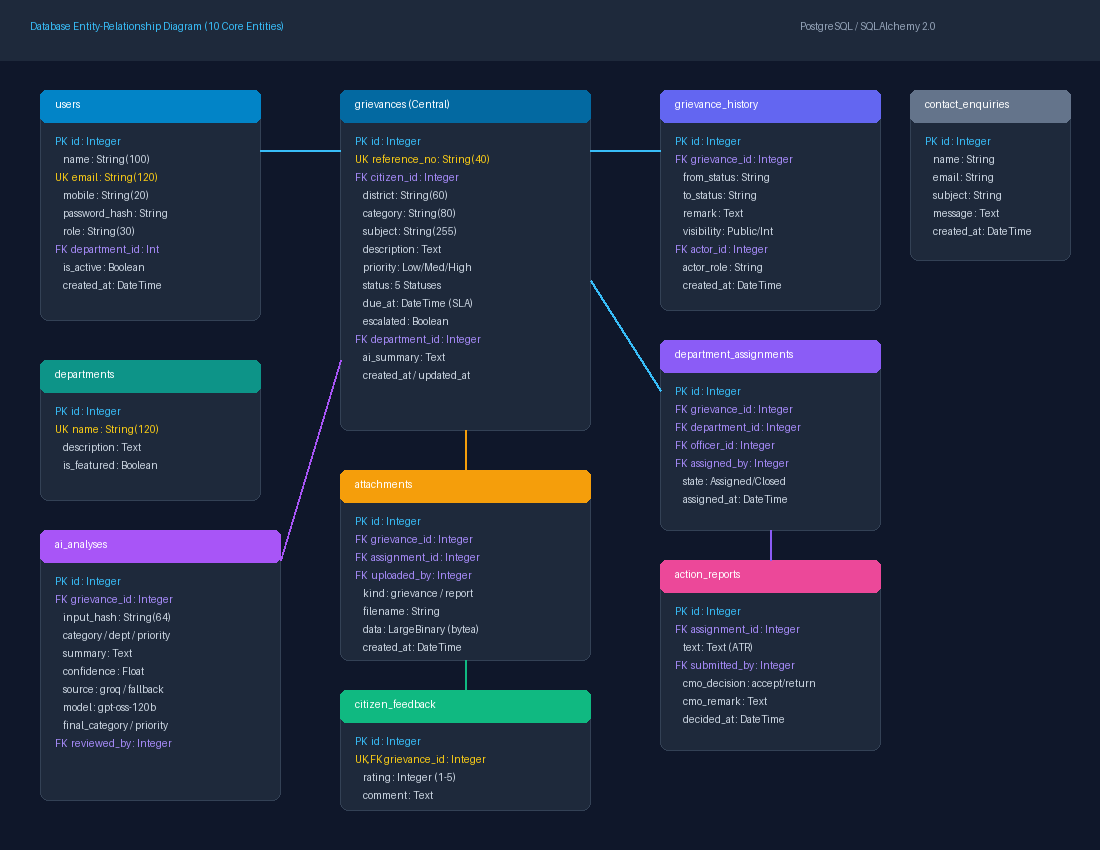 Database Entity-Relationship Diagram (10 Core Entities)
PostgreSQL / SQLAlchemy 2.0
users
PK id : Integer
name : String(100)
UK email : String(120)
mobile : String(20)
password_hash : String
role : String(30)
FK department_id : Int
is_active : Boolean
created_at : DateTime
grievances (Central)
PK id : Integer
UK reference_no : String(40)
FK citizen_id : Integer
district : String(60)
category : String(80)
subject : String(255)
description : Text
priority : Low/Med/High
status : 5 Statuses
due_at : DateTime (SLA)
escalated : Boolean
FK department_id : Integer
ai_summary : Text
created_at / updated_at
grievance_history
PK id : Integer
FK grievance_id : Integer
from_status : String
to_status : String
remark : Text
visibility : Public/Int
FK actor_id : Integer
actor_role : String
created_at : DateTime
contact_enquiries
PK id : Integer
name : String
email : String
subject : String
message : Text
created_at : DateTime
departments
PK id : Integer
UK name : String(120)
description : Text
is_featured : Boolean
department_assignments
PK id : Integer
FK grievance_id : Integer
FK department_id : Integer
FK officer_id : Integer
FK assigned_by : Integer
state : Assigned/Closed
assigned_at : DateTime
ai_analyses
PK id : Integer
FK grievance_id : Integer
input_hash : String(64)
category / dept / priority
summary : Text
confidence : Float
source : groq / fallback
model : gpt-oss-120b
final_category / priority
FK reviewed_by : Integer
attachments
PK id : Integer
FK grievance_id : Integer
FK assignment_id : Integer
FK uploaded_by : Integer
kind : grievance / report
filename : String
data : LargeBinary (bytea)
created_at : DateTime
action_reports
PK id : Integer
FK assignment_id : Integer
text : Text (ATR)
FK submitted_by : Integer
cmo_decision : accept/return
cmo_remark : Text
decided_at : DateTime
citizen_feedback
PK id : Integer
UK,FK grievance_id : Integer
rating : Integer (1-5)
comment : Text